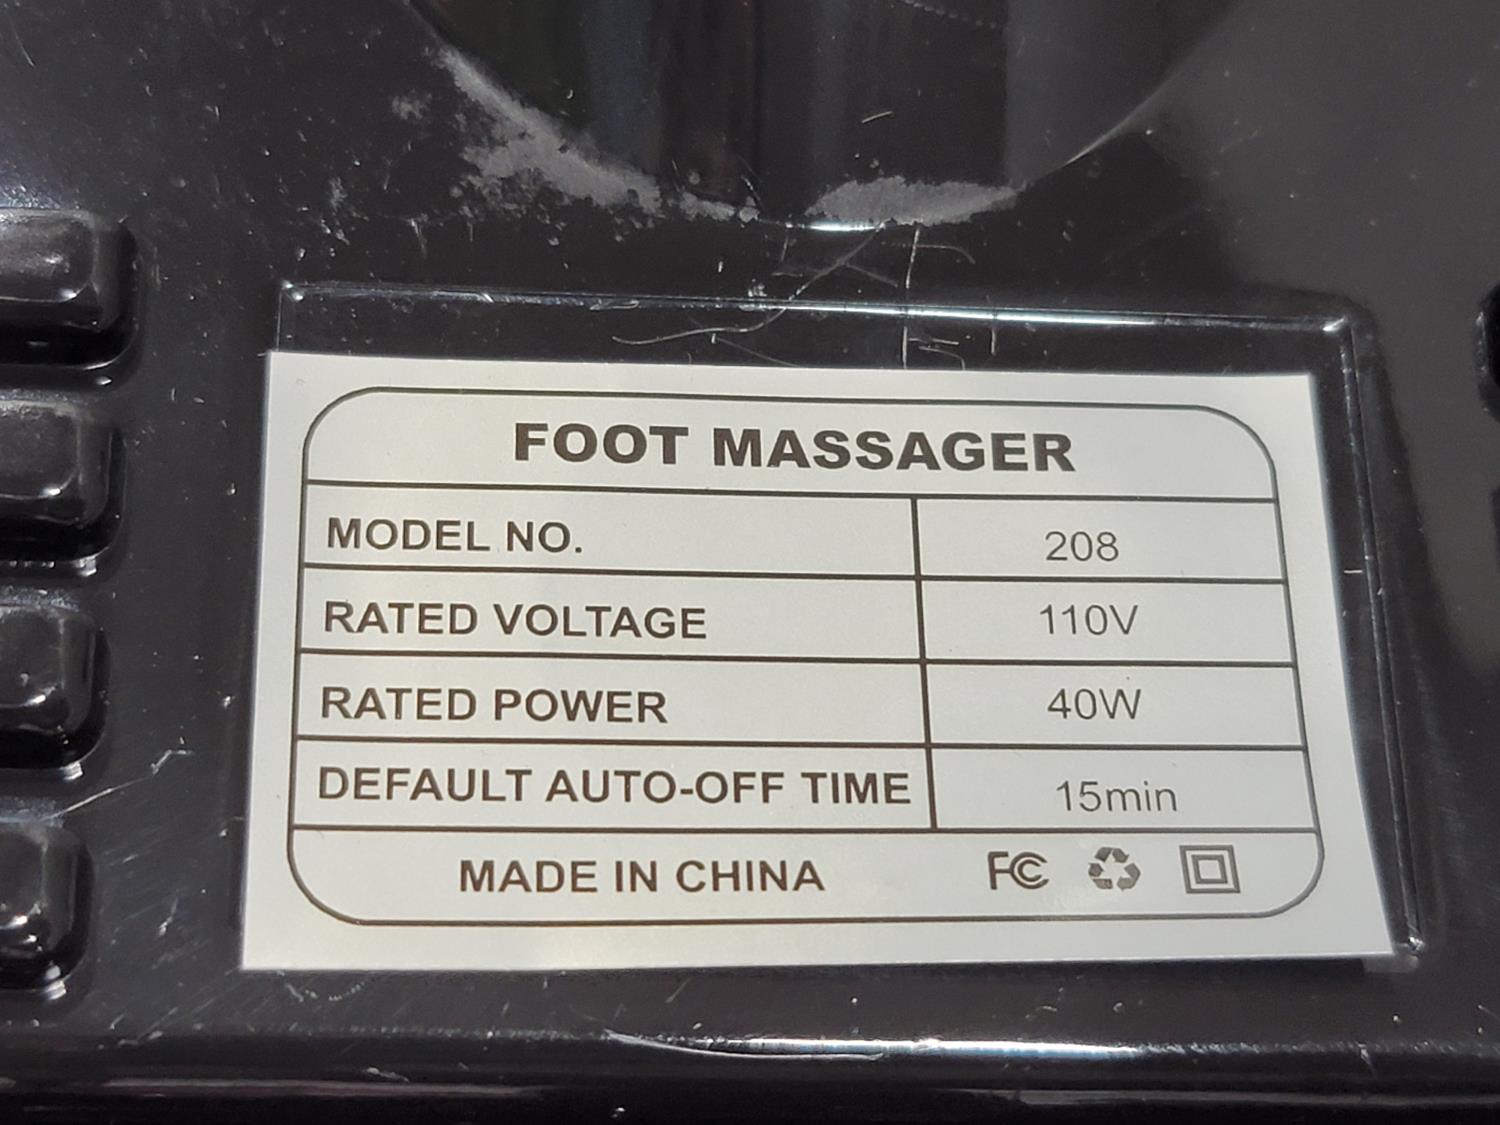 FOOT MASSAGER
MODEL NO. 208
RATED VOLTAGE 110V
RATED POWER 40W
DEFAULT AUTO-OFF TIME 15min
MADE IN CHINA FC